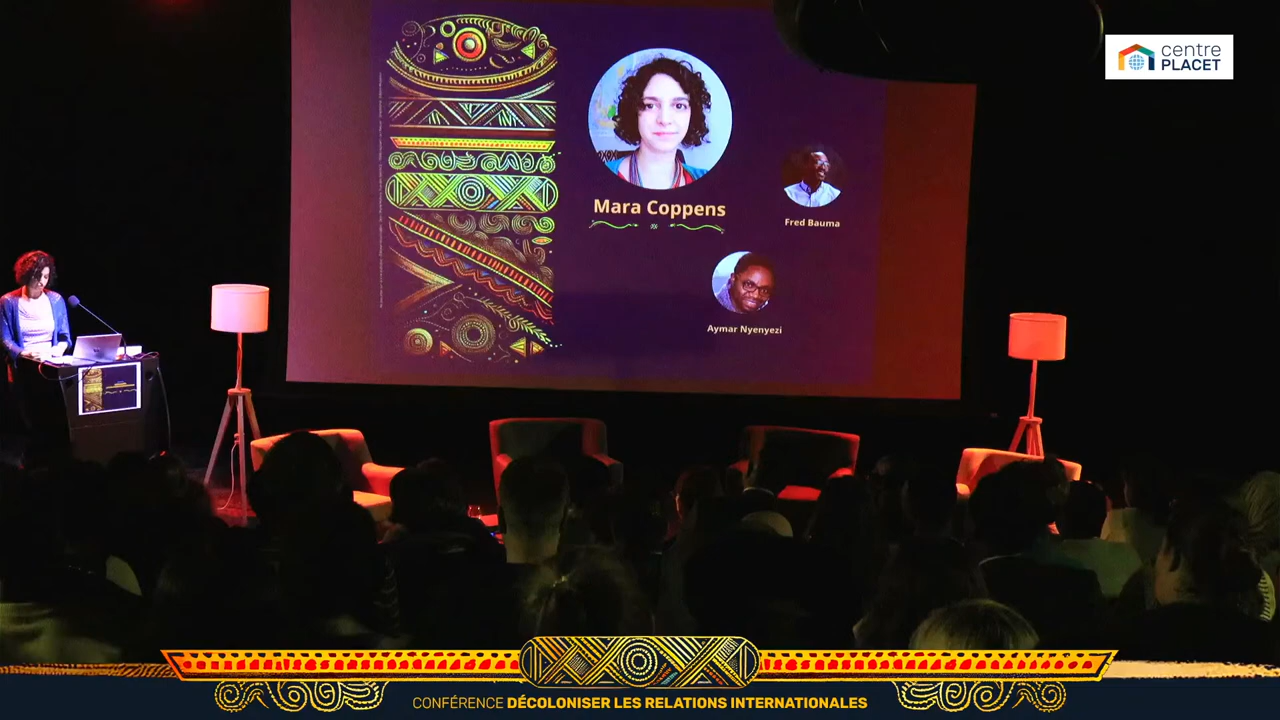 centre
PLACET
Mara Coppens
Fred Bauma
Aymar Nyenyezi
CONFÉRENCE DÉCOLONISER LES RELATIONS INTERNATIONALES